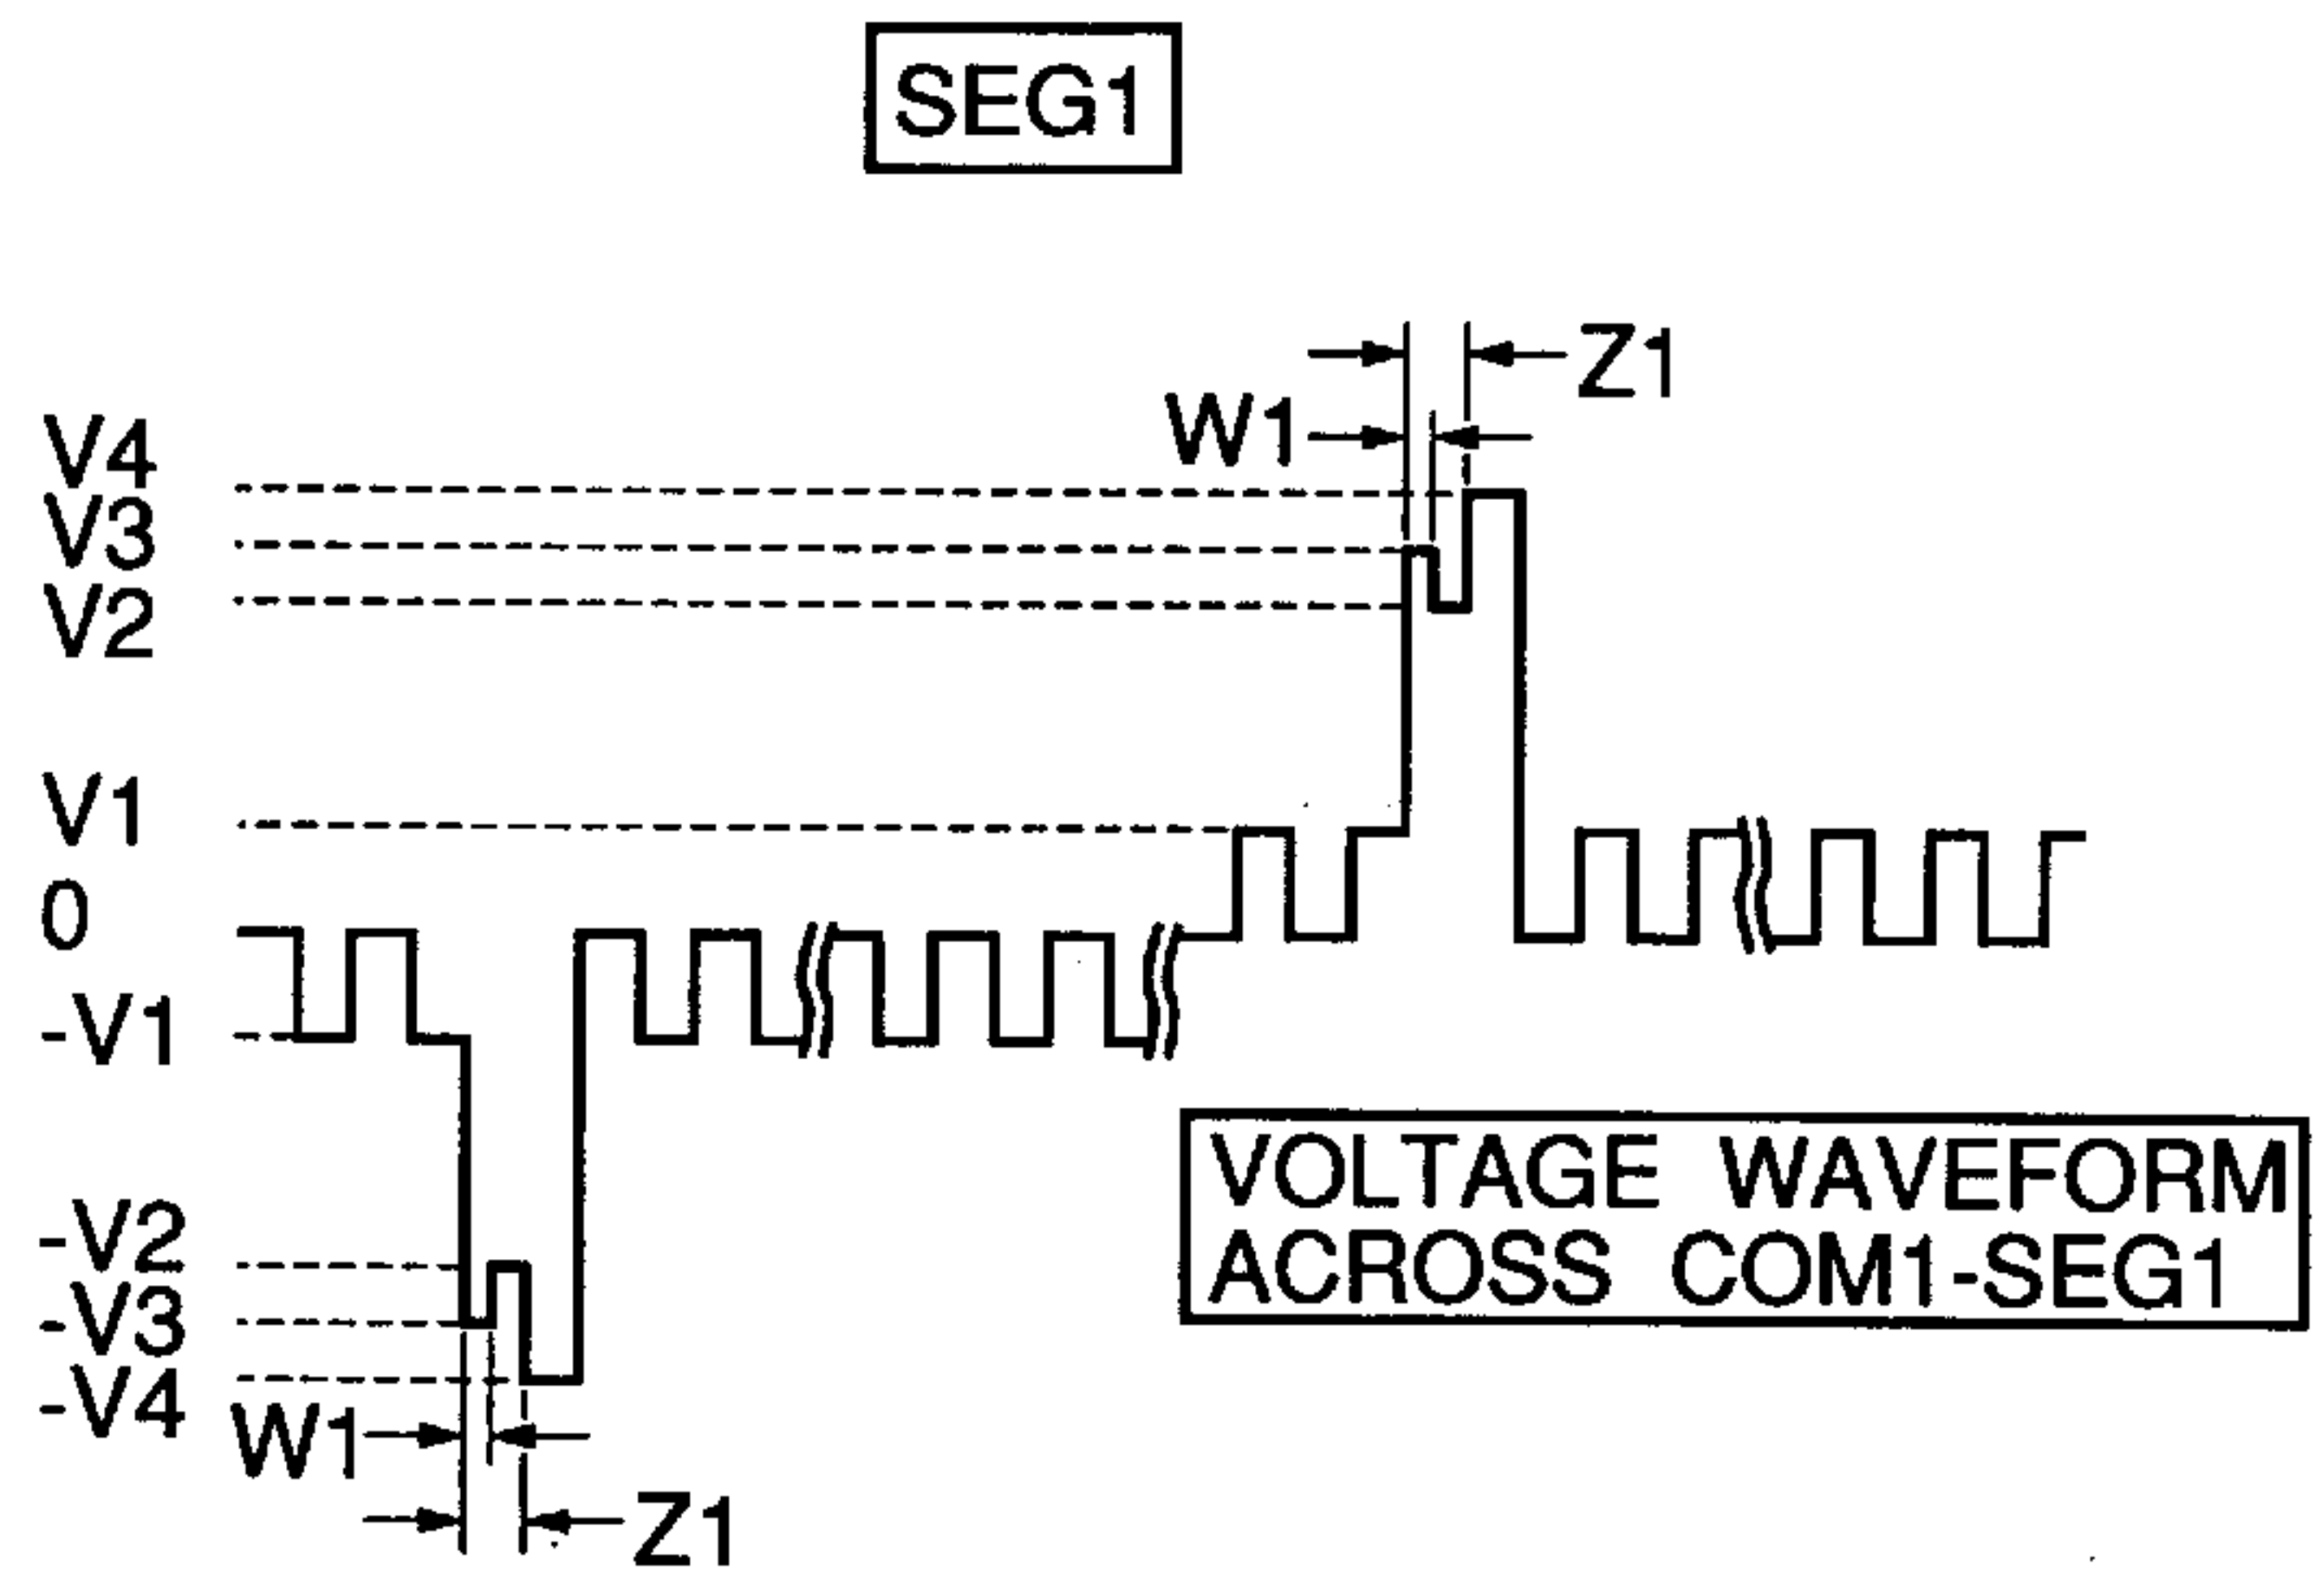 SEG1
Z1
W1
V4
V3
V2
V1
0
-V1
-V2
-V3
-V4
W1
Z1
VOLTAGE WAVEFORM
ACROSS COM1-SEG1